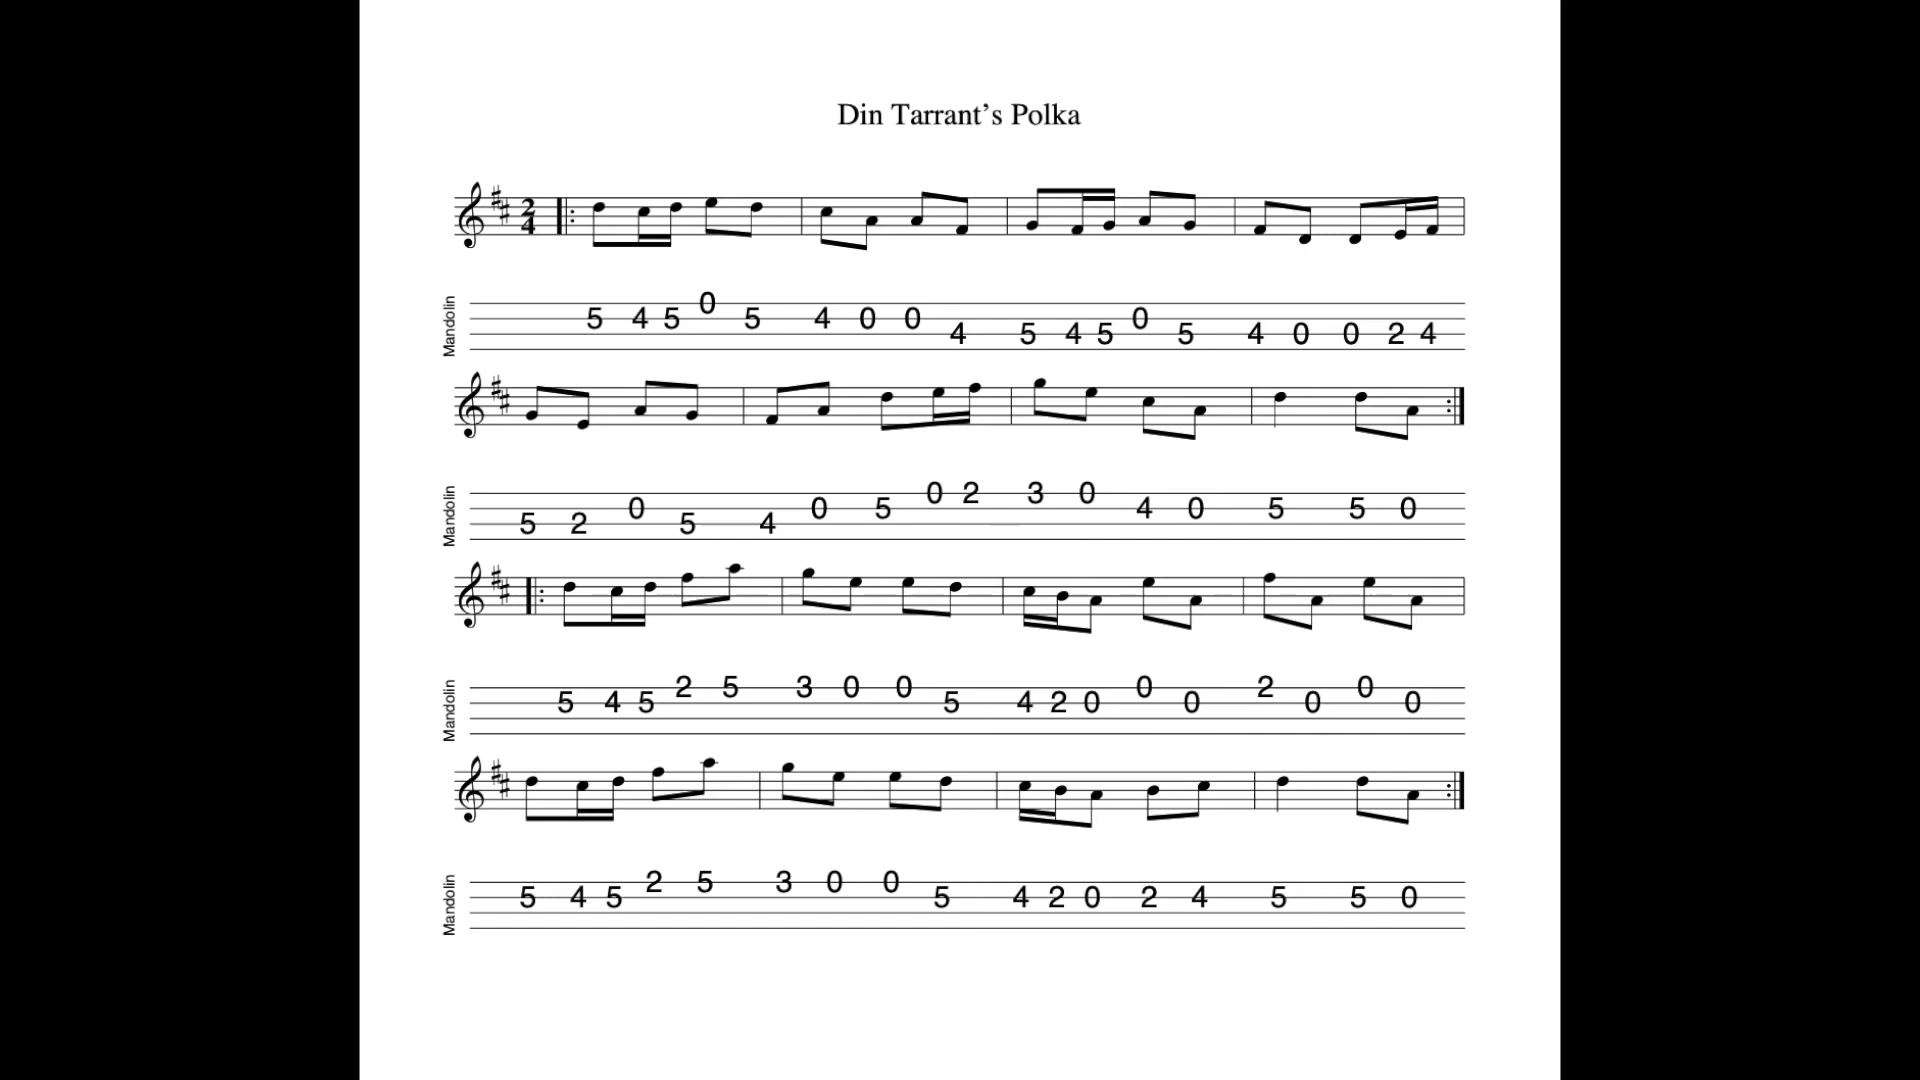 Din Tarrant’s Polka
2
4
Mandolin
5 4 5 0 5 4 0 0 4 5 4 5 0 5 4 0 0 2 4
Mandolin
5 2 0 5 4 0 5 0 2 3 0 4 0 5 5 0
Mandolin
5 4 5 2 5 3 0 0 5 4 2 0 0 0 2 0 0 0
Mandolin
5 4 5 2 5 3 0 0 5 4 2 0 2 4 5 5 0